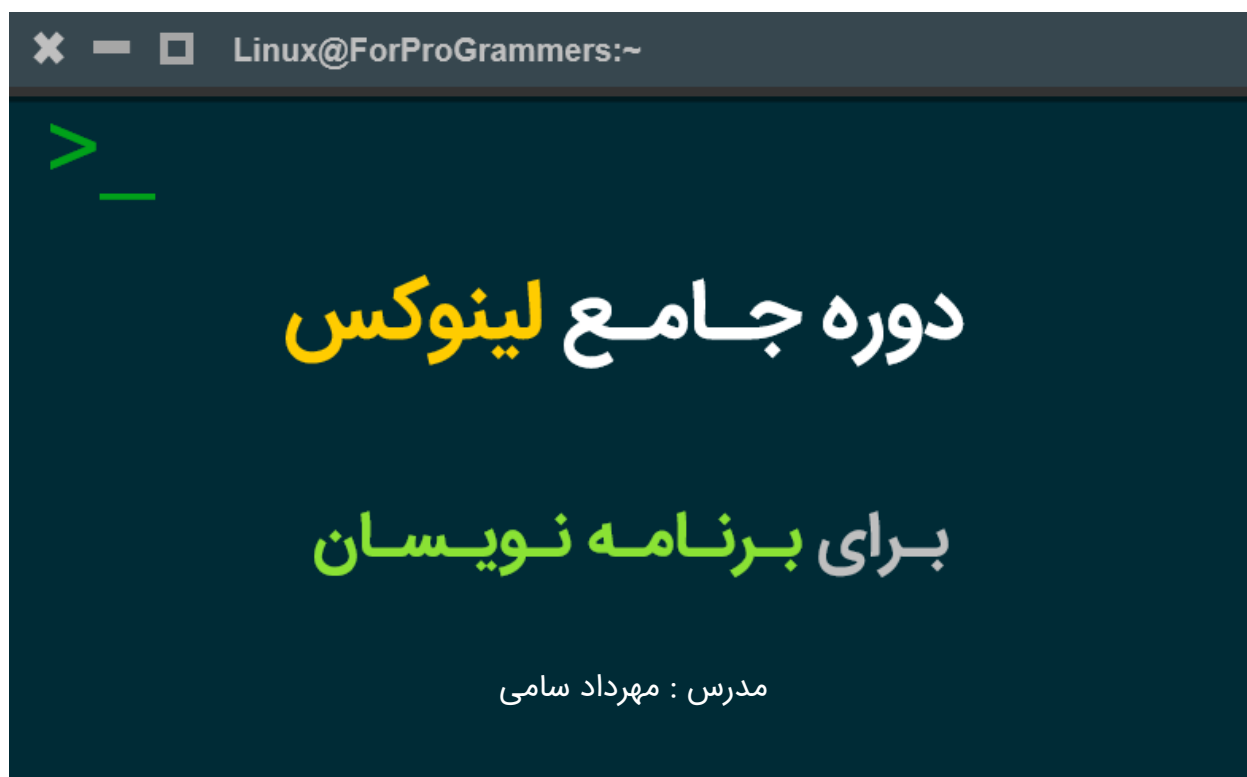 Linux@ForProGrammers:~
>_
دوره جـامـع لینوکس
بـرای بـرنـامـه نـویـسـان
مدرس : مهرداد سامی